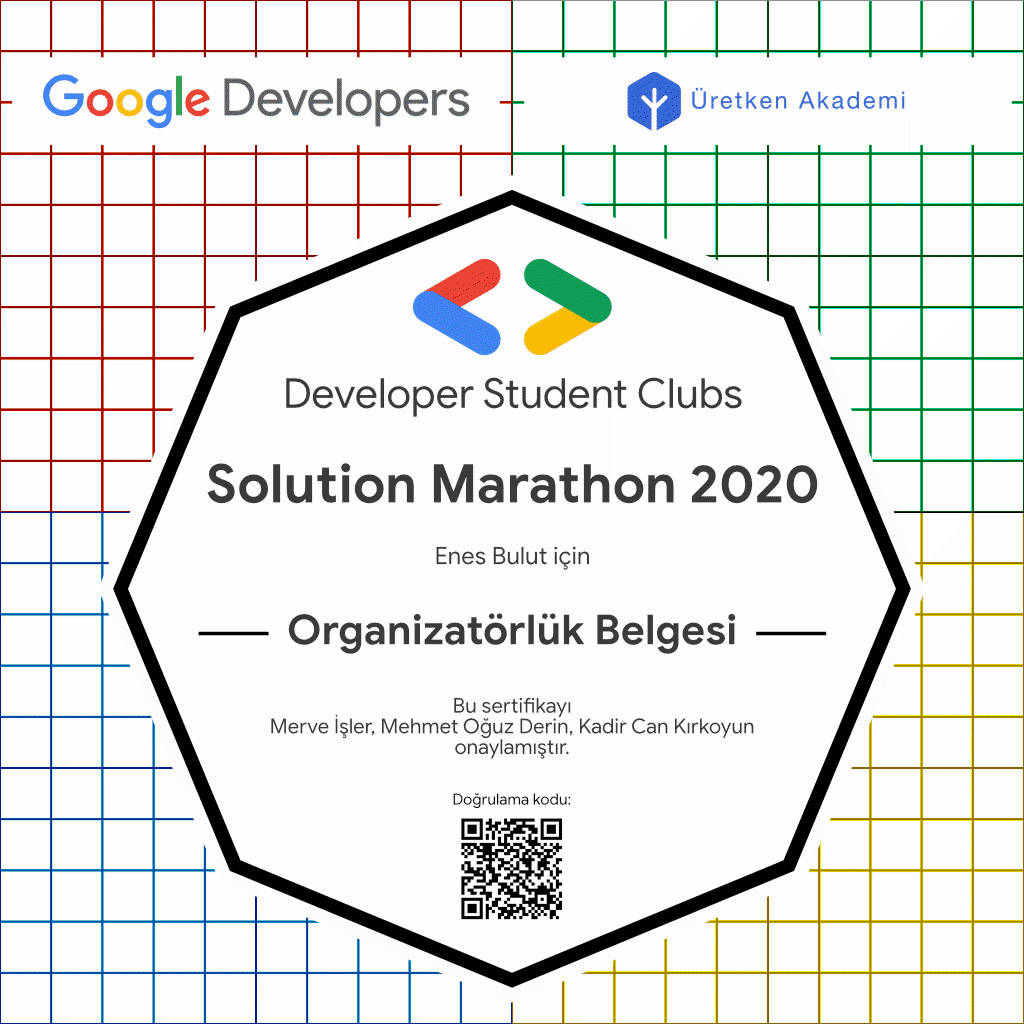 Google Developers
Üretken Akademi
Developer Student Clubs
Solution Marathon 2020
Enes Bulut için
Organizatörlük Belgesi
Bu sertifikayı
Merve İşler, Mehmet Oğuz Derin, Kadir Can Kırkoyun
onaylamıştır.
Doğrulama kodu: